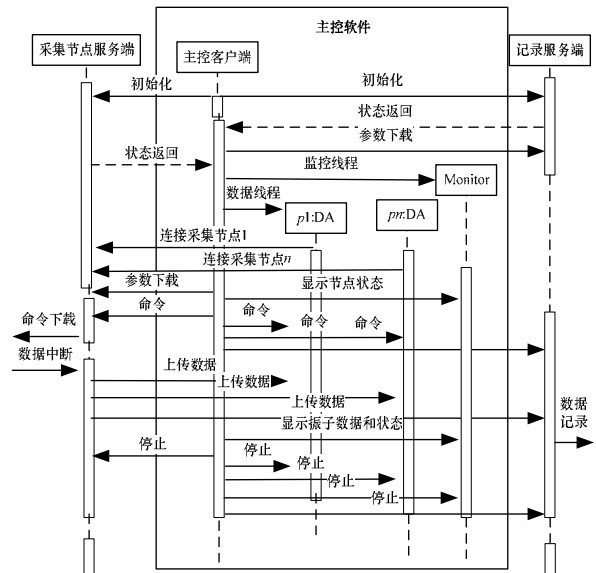 主控软件
采集节点服务端
主控客户端
记录服务端
初始化
初始化
状态返回
参数下载
状态返回
监控线程
Monitor
数据线程
p1:DA
pn:DA
连接采集节点1
连接采集节点n
参数下载
显示节点状态
命令
命令
命令
命令
命令下载
数据中断
上传数据
上传数据
上传数据
显示振子数据和状态
数据
记录
停止
停止
停止
停止
停止